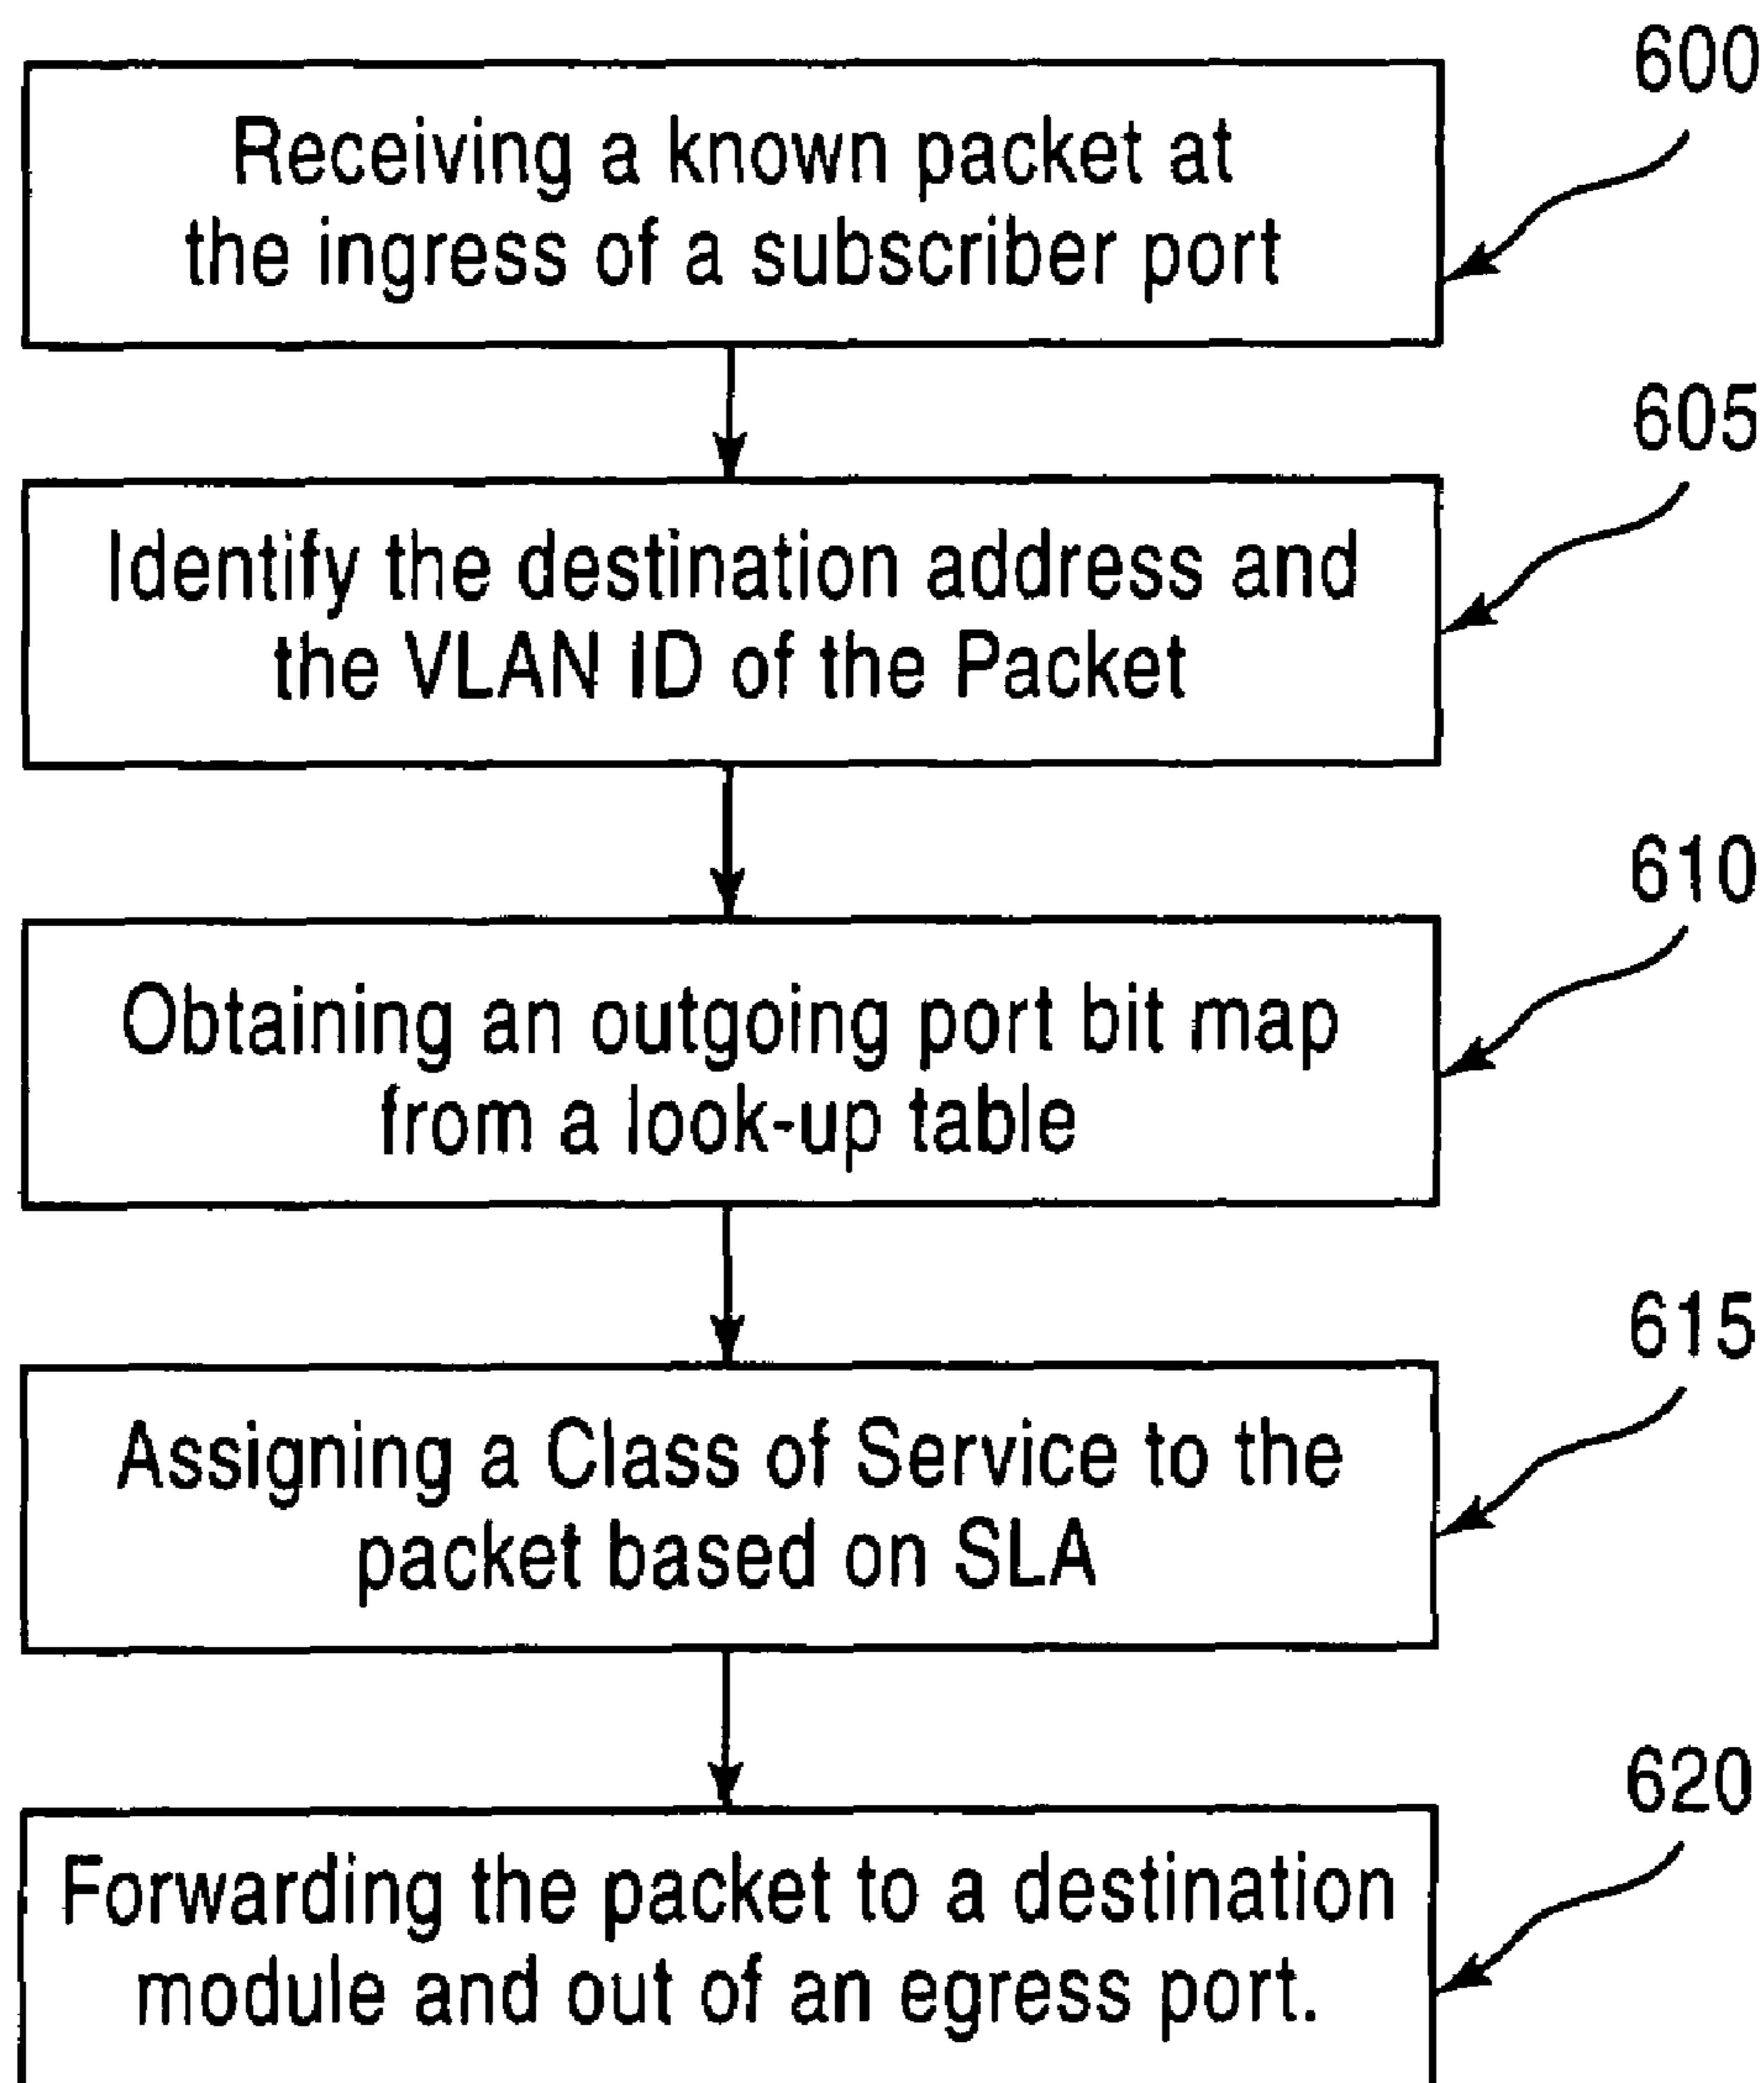 600
Receiving a known packet at
the ingress of a subscriber port
605
Identify the destination address and
the VLAN ID of the Packet
610
Obtaining an outgoing port bit map
from a look-up table
615
Assigning a Class of Service to the
packet based on SLA
620
Forwarding the packet to a destination
module and out of an egress port.